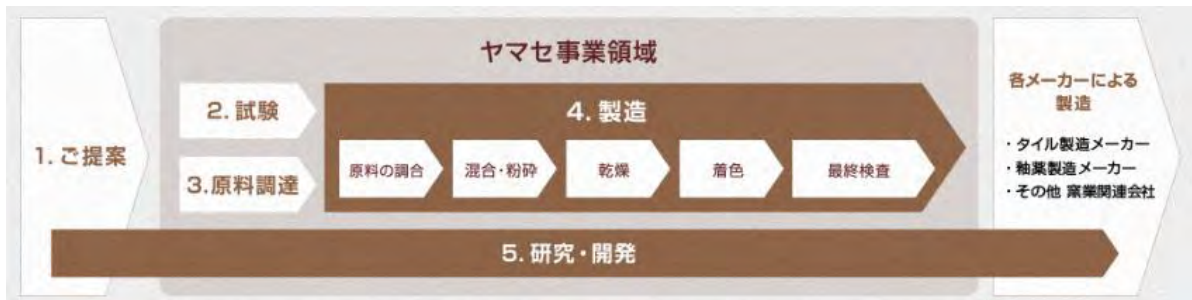 ヤマセ事業領域
1. ご提案
2. 試験
3.原料調達
4. 製造
原料の調合
混合・粉砕
乾燥
着色
最終検査
各メーカーによる
製造
・タイル製造メーカー
・釉薬製造メーカー
・その他 窯業関連会社
5. 研究・開発